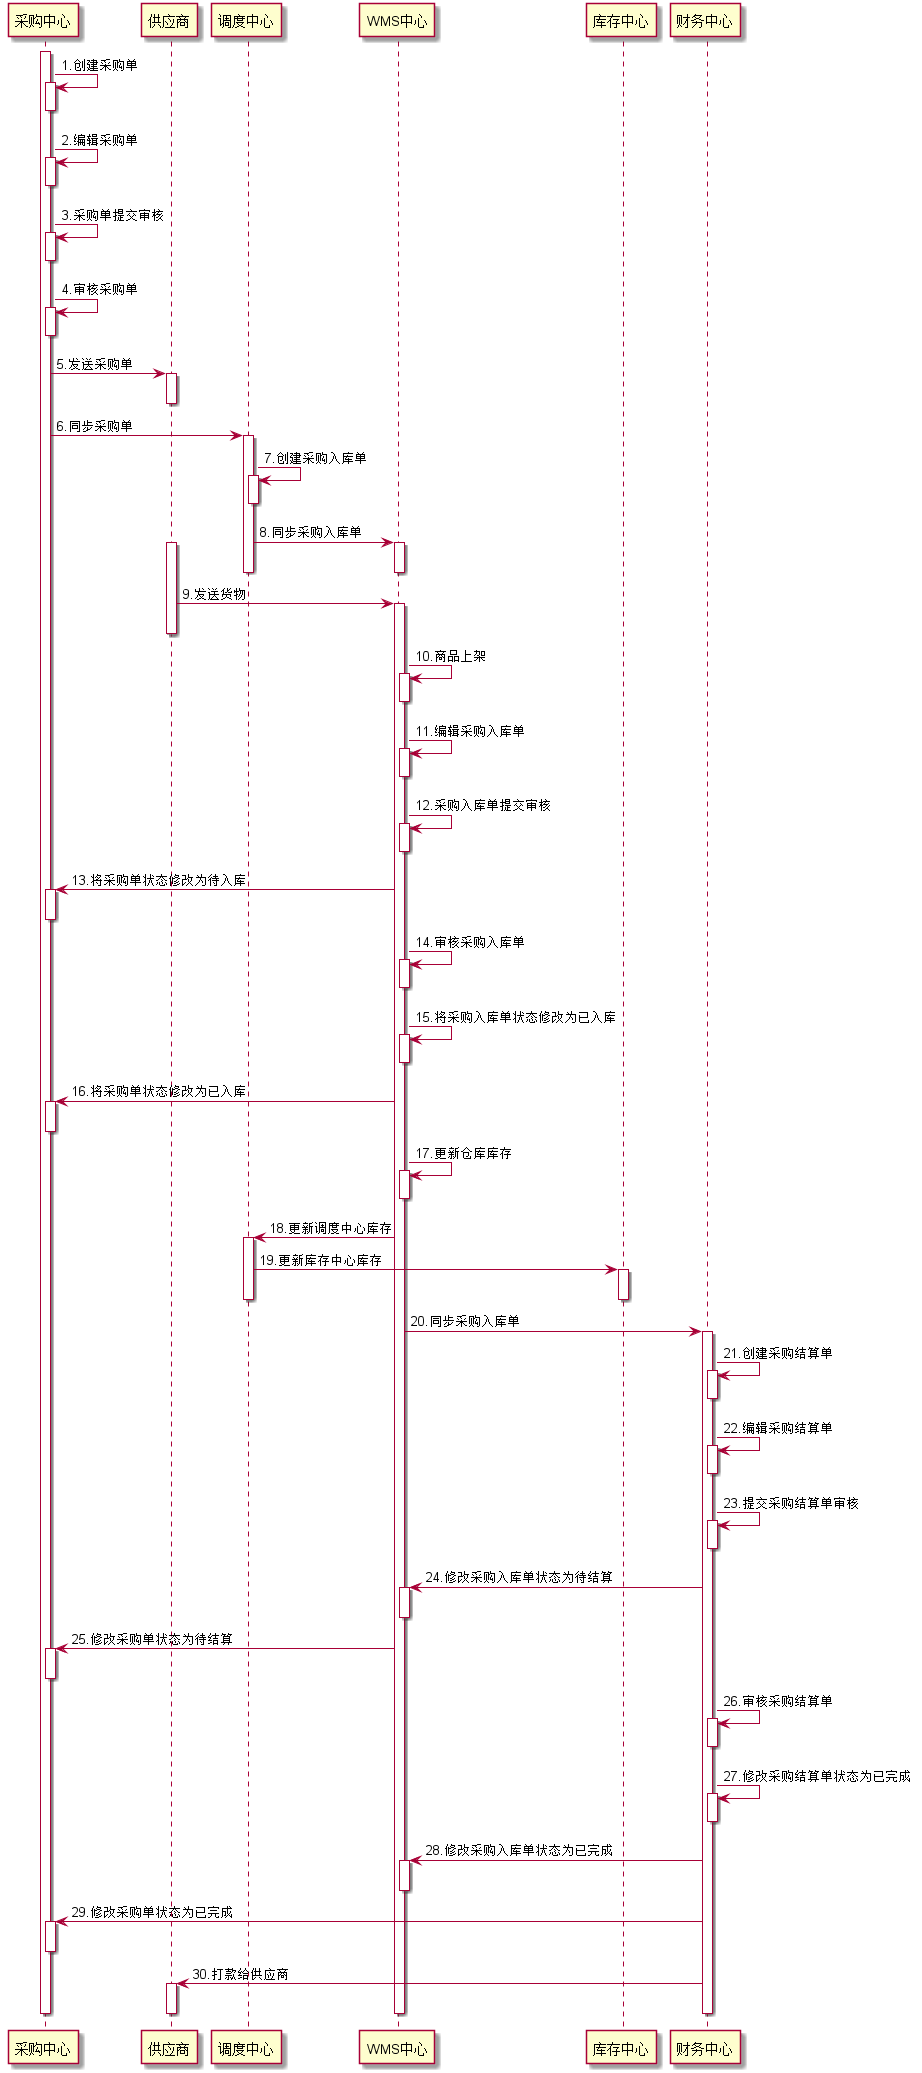 采购中心 供应商 调度中心 WMS中心 库存中心 财务中心
1.创建采购单
2.编辑采购单
3.采购单提交审核
4.审核采购单
5.发送采购单
6.同步采购单
7.创建采购入库单
8.同步采购入库单
9.发送货物
10.商品上架
11.编辑采购入库单
12.采购入库单提交审核
13.将采购单状态修改为待入库
14.审核采购入库单
15.将采购入库单状态修改为已入库
16.将采购单状态修改为已入库
17.更新仓库库存
18.更新调度中心库存
19.更新库存中心库存
20.同步采购入库单
21.创建采购结算单
22.编辑采购结算单
23.提交采购结算单审核
24.修改采购入库单状态为待结算
25.修改采购单状态为待结算
26.审核采购结算单
27.修改采购结算单状态为已完成
28.修改采购入库单状态为已完成
29.修改采购单状态为已完成
30.打款给供应商
采购中心 供应商 调度中心 WMS中心 库存中心 财务中心